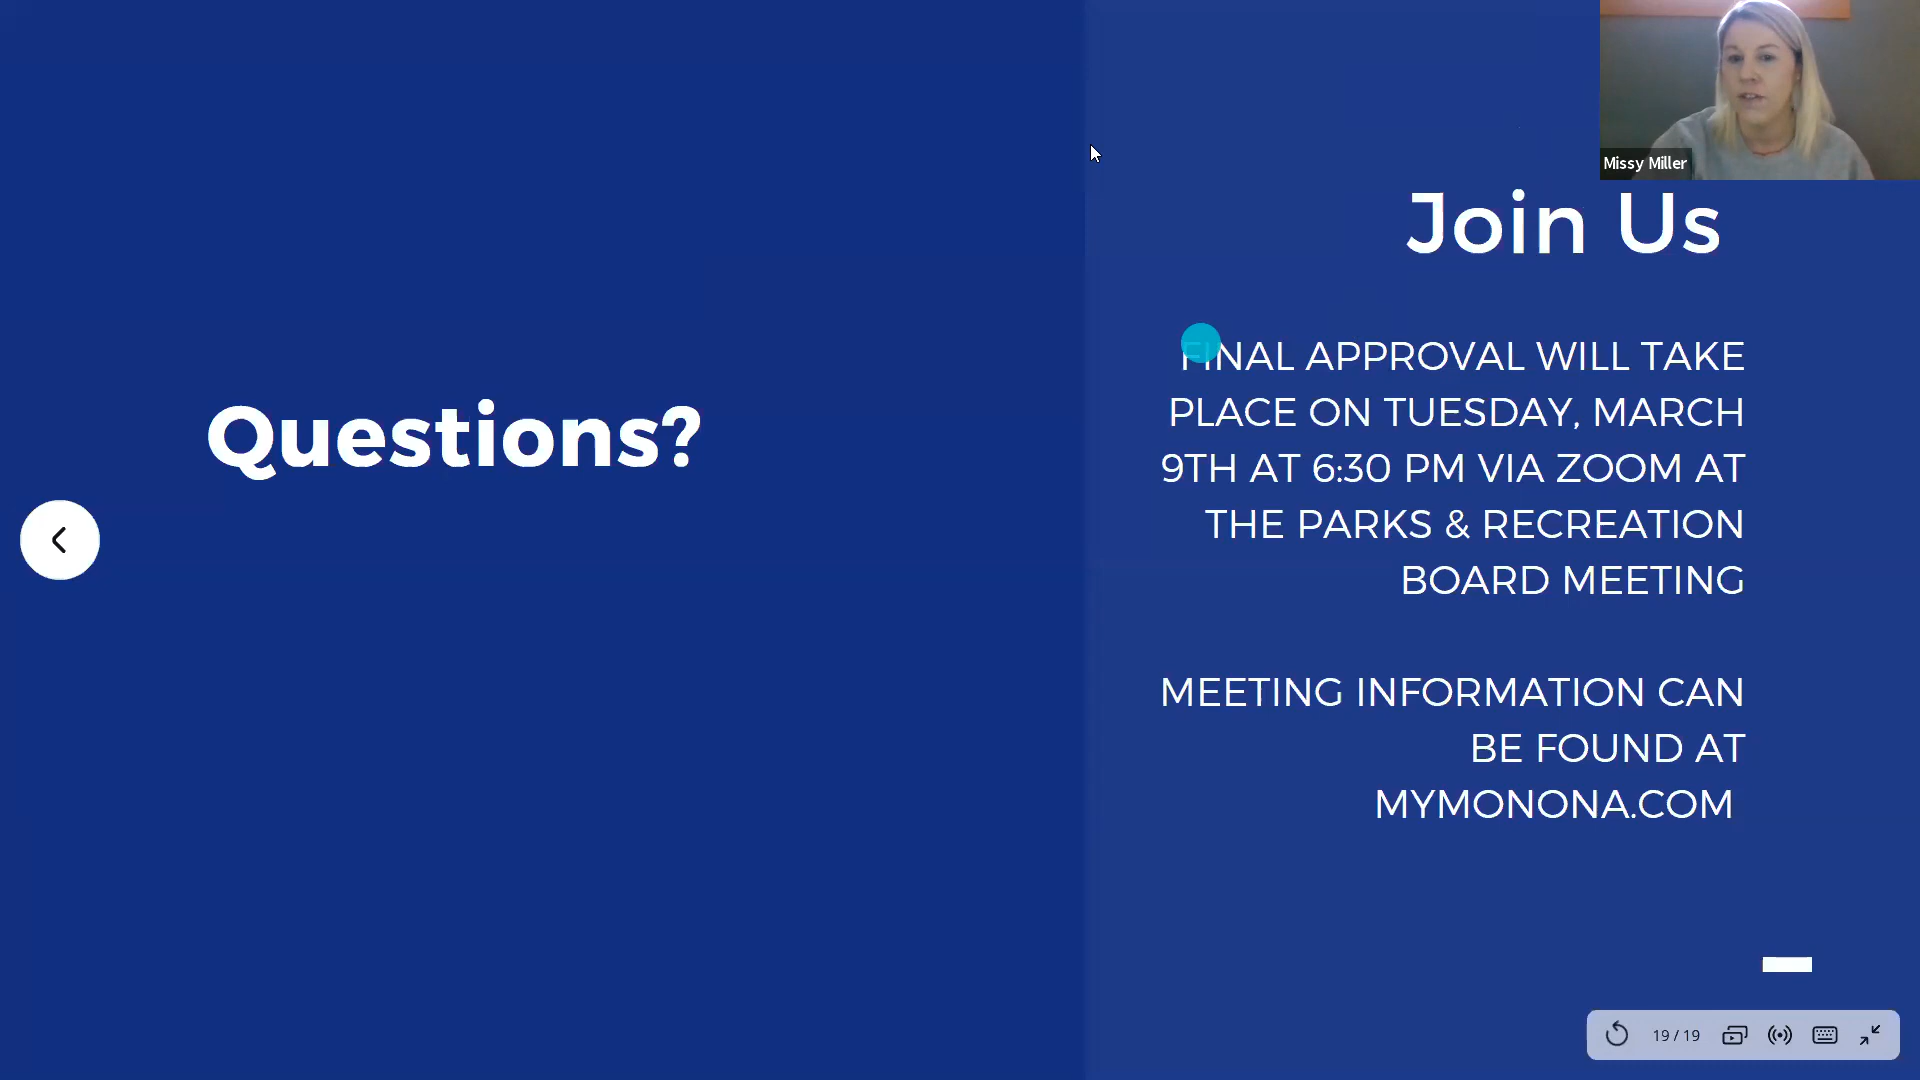 Missy Miller
Join Us
Questions?
FINAL APPROVAL WILL TAKE
PLACE ON TUESDAY, MARCH
9TH AT 6:30 PM VIA ZOOM AT
THE PARKS & RECREATION
BOARD MEETING
MEETING INFORMATION CAN
BE FOUND AT
MYMONONA.COM
19 / 19